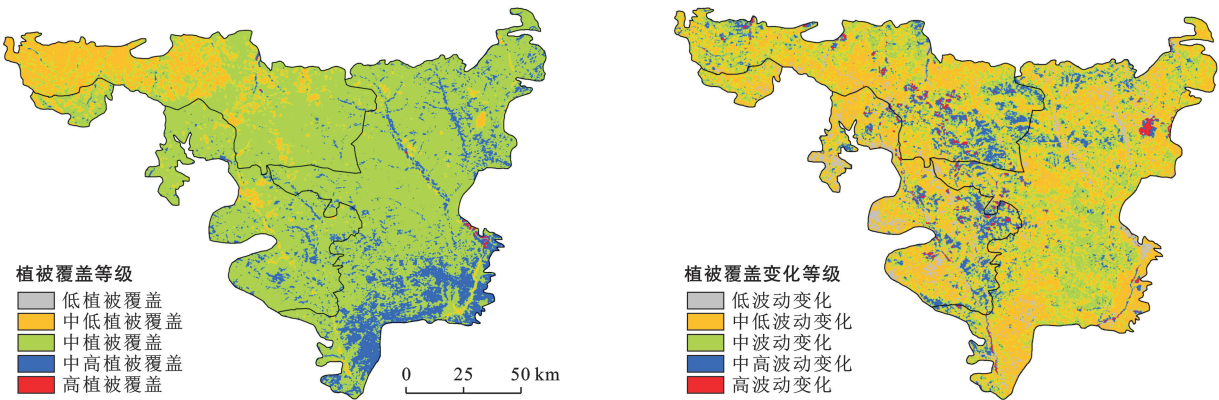 植被覆盖等级
低植被覆盖
中低植被覆盖
中植被覆盖
中高植被覆盖
高植被覆盖
0 25 50 km
植被覆盖变化等级
低波动变化
中低波动变化
中波动变化
中高波动变化
高波动变化